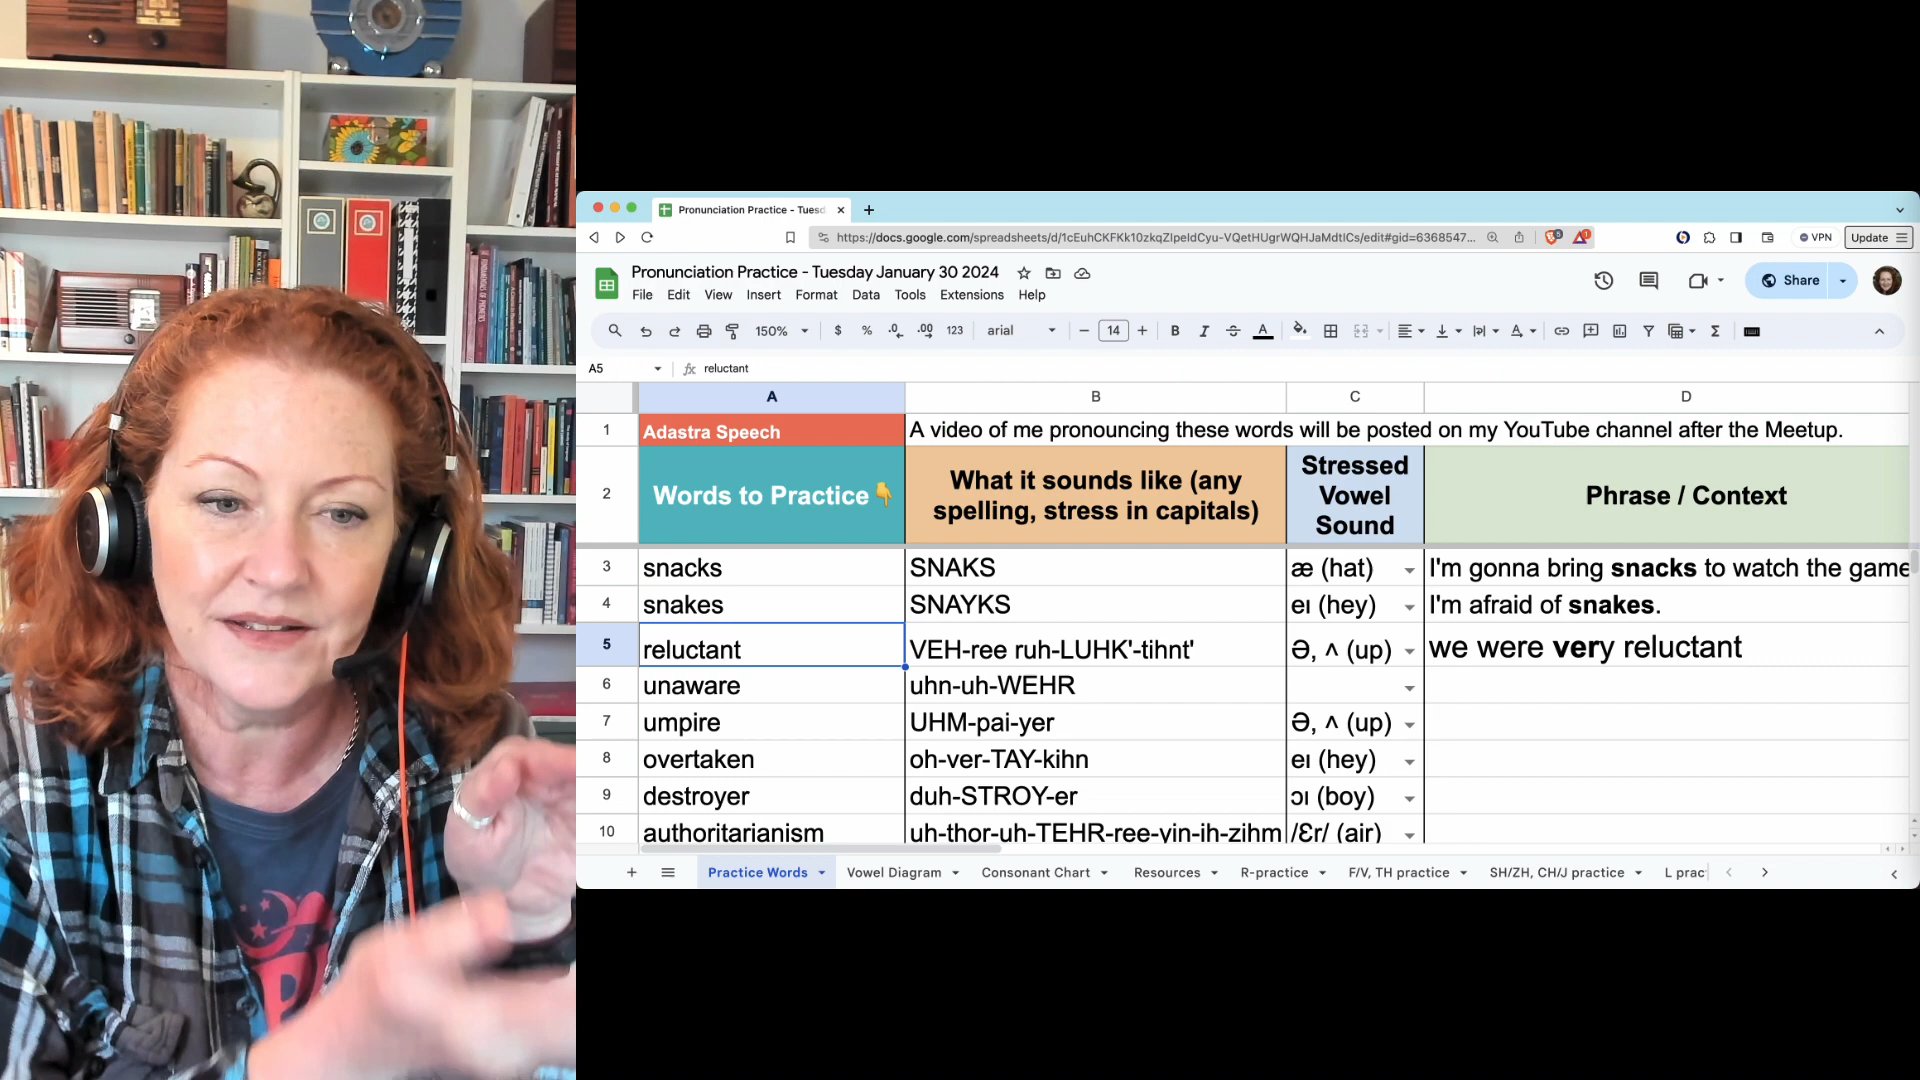 Pronunciation Practice - Tuesd
https://docs.google.com/spreadsheets/d/1cEuhCKFKk10zkqZIpeIdCyu-VQetHUgrWQHJaMdtICs/edit#gid=6368547...
VPN
Update
Pronunciation Practice - Tuesday January 30 2024
File Edit View Insert Format Data Tools Extensions Help
Share
150% $ % .0 .00 123 arial 14 B I A
A5 fx reluctant
A B C D
1 Adastra Speech A video of me pronouncing these words will be posted on my YouTube channel after the Meetup.
2 Words to Practice👇 What it sounds like (any spelling, stress in capitals) Stressed Vowel Sound Phrase / Context
3 snacks SNAKS æ (hat) I'm gonna bring snacks to watch the game
4 snakes SNAYKS eɪ (hey) I'm afraid of snakes.
5 reluctant VEH-ree ruh-LUHK'-tihnt' Ə, ʌ (up) we were very reluctant
6 unaware uhn-uh-WEHR
7 umpire UHM-pai-yer Ə, ʌ (up)
8 overtaken oh-ver-TAY-kihn eɪ (hey)
9 destroyer duh-STROY-er ɔɪ (boy)
10 authoritarianism uh-thor-uh-TEHR-ree-yin-ih-zihm /Ɛr/ (air)
Practice Words Vowel Diagram Consonant Chart Resources R-practice F/V, TH practice SH/ZH, CH/J practice L prac